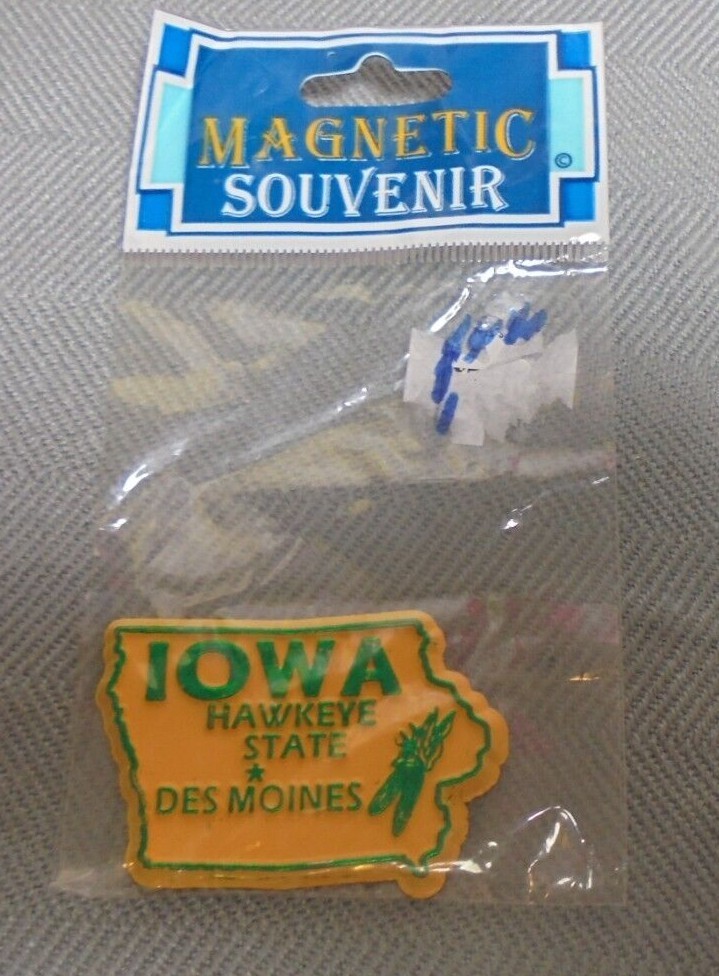 MAGNETIC
SOUVENIR ©
IOWA
HAWKEYE
STATE
DES MOINES